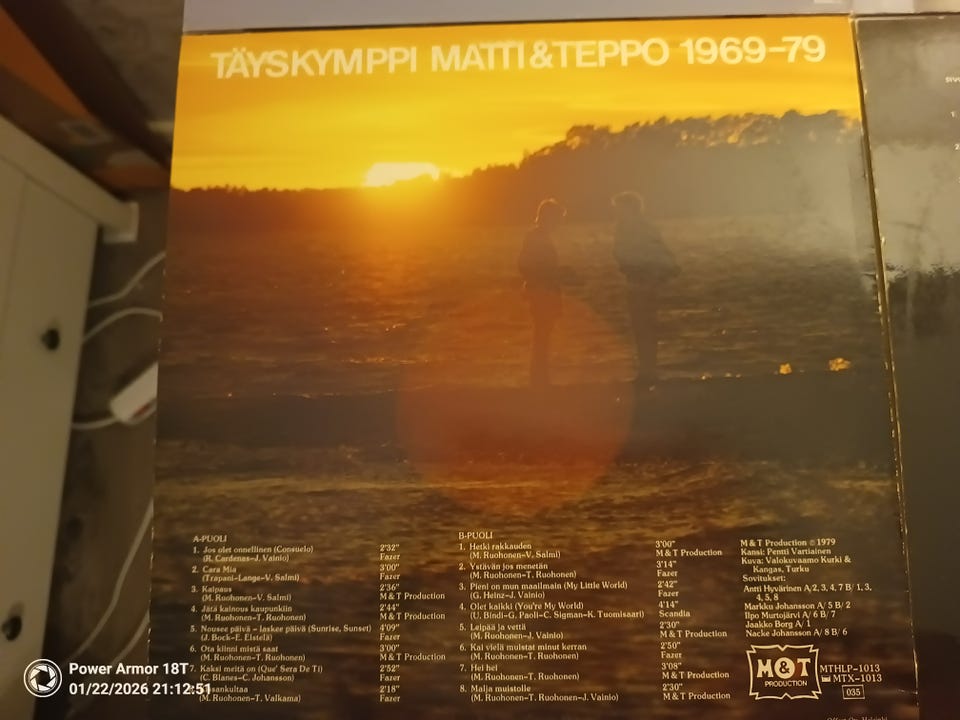 TÄYSKYMPPI MATTI&TEPPO 1969–79
A-PUOLI
1. Jos olet onnellinen (Consuelo) 2'32"
(R. Cardenas–J. Vainio) Fazer
2. Cara Mia 3'00"
(Trapani–Lange–V. Salmi) Fazer
3. Kaipaus 2'36"
(M. Ruohonen–V. Salmi) M & T Production
4. Jätä kainous kaupunkiin 2'44"
(M. Ruohonen–T. Ruohonen) M & T Production
5. Nousee päivä – laskee päivä (Sunrise, Sunset) 4'09"
(J. Bock–E. Elstelä) Fazer
6. Ota kiinni mistä saat 3'00"
(M. Ruohonen–T. Ruohonen) M & T Production
7. Kaksi meitä on (Que' Sera De Ti) 2'52"
(C. Blanes–C. Johansson) Fazer
2'18"
(M. Ruohonen–T. Valkama) Fazer
B-PUOLI
1. Hetki rakkauden 3'00"
(M. Ruohonen–V. Salmi) M & T Production
2. Ystävän jos menetän 3'14"
(M. Ruohonen–T. Ruohonen) Fazer
3. Pieni on mun maailmain (My Little World) 2'42"
(G. Heinz–J. Vainio) Fazer
4. Olet kaikki (You're My World) 4'14"
(U. Bindi–G. Paoli–C. Sigman–K. Tuomisaari) Scandia
5. Leipää ja vettä 2'30"
(M. Ruohonen–J. Vainio) M & T Production
6. Kai vielä muistat minut kerran 2'50"
(M. Ruohonen–T. Ruohonen) Fazer
7. Hei hei 3'08"
(M. Ruohonen–T. Ruohonen) M & T Production
8. Malja muistolle 2'30"
(M. Ruohonen–T. Ruohonen–J. Vainio) M & T Production
M & T Production ℗ 1979
Kansi: Pentti Vartiainen
Kuva: Valokuvaamo Kurki &
Kangas, Turku
Sovitukset:
Antti Hyvärinen A/2, 3, 4, 7 B/1, 3,
4, 5, 8
Markku Johansson A/5 B/2
Ilpo Murtojärvi A/6 B/7
Jaakko Borg A/1
Nacke Johansson A/8 B/6
M&T
PRODUCTION
MTHLP-1013
MTX-1013
035
Power Armor 18T
01/22/2026 21:12:51